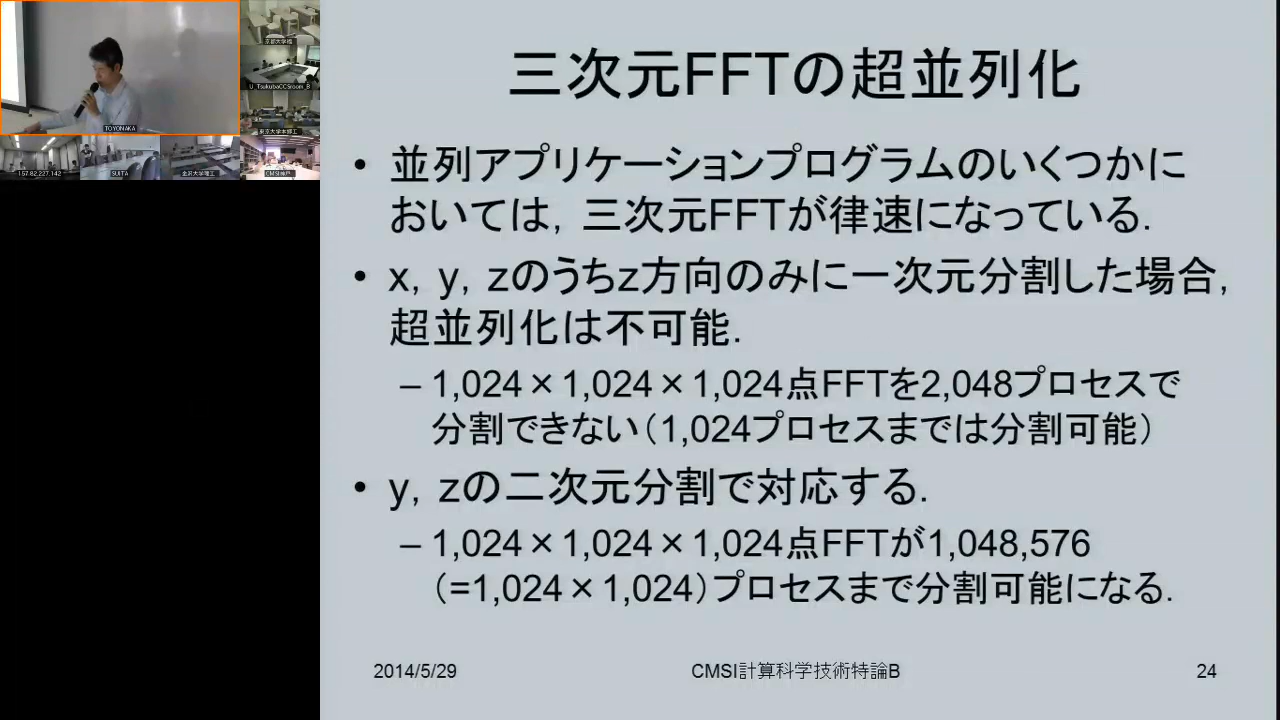 京都大学桂
U_TsukubaCCSroom_B
TOYONAKA
157.82.227.142
SUITA
金沢大学理工
CMSI神戸
三次元FFTの超並列化
• 並列アプリケーションプログラムのいくつかに
おいては，三次元FFTが律速になっている．
• x，y，zのうちz方向のみに一次元分割した場合，
超並列化は不可能．
– 1,024×1,024×1,024点FFTを2,048プロセスで
分割できない（1,024プロセスまでは分割可能）
• y，zの二次元分割で対応する．
– 1,024×1,024×1,024点FFTが1,048,576
（=1,024×1,024）プロセスまで分割可能になる．
2014/5/29
CMSI計算科学技術特論B
24